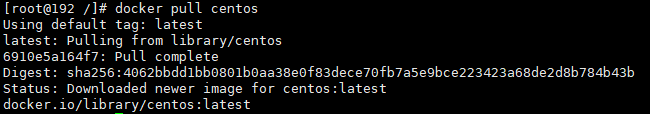 [root@192 /]# docker pull centos
Using default tag: latest
latest: Pulling from library/centos
6910e5a164f7: Pull complete
Digest: sha256:4062bbdd1bb0801b0aa38e0f83dece70fb7a5e9bce223423a68de2d8b784b43b
Status: Downloaded newer image for centos:latest
docker.io/library/centos:latest